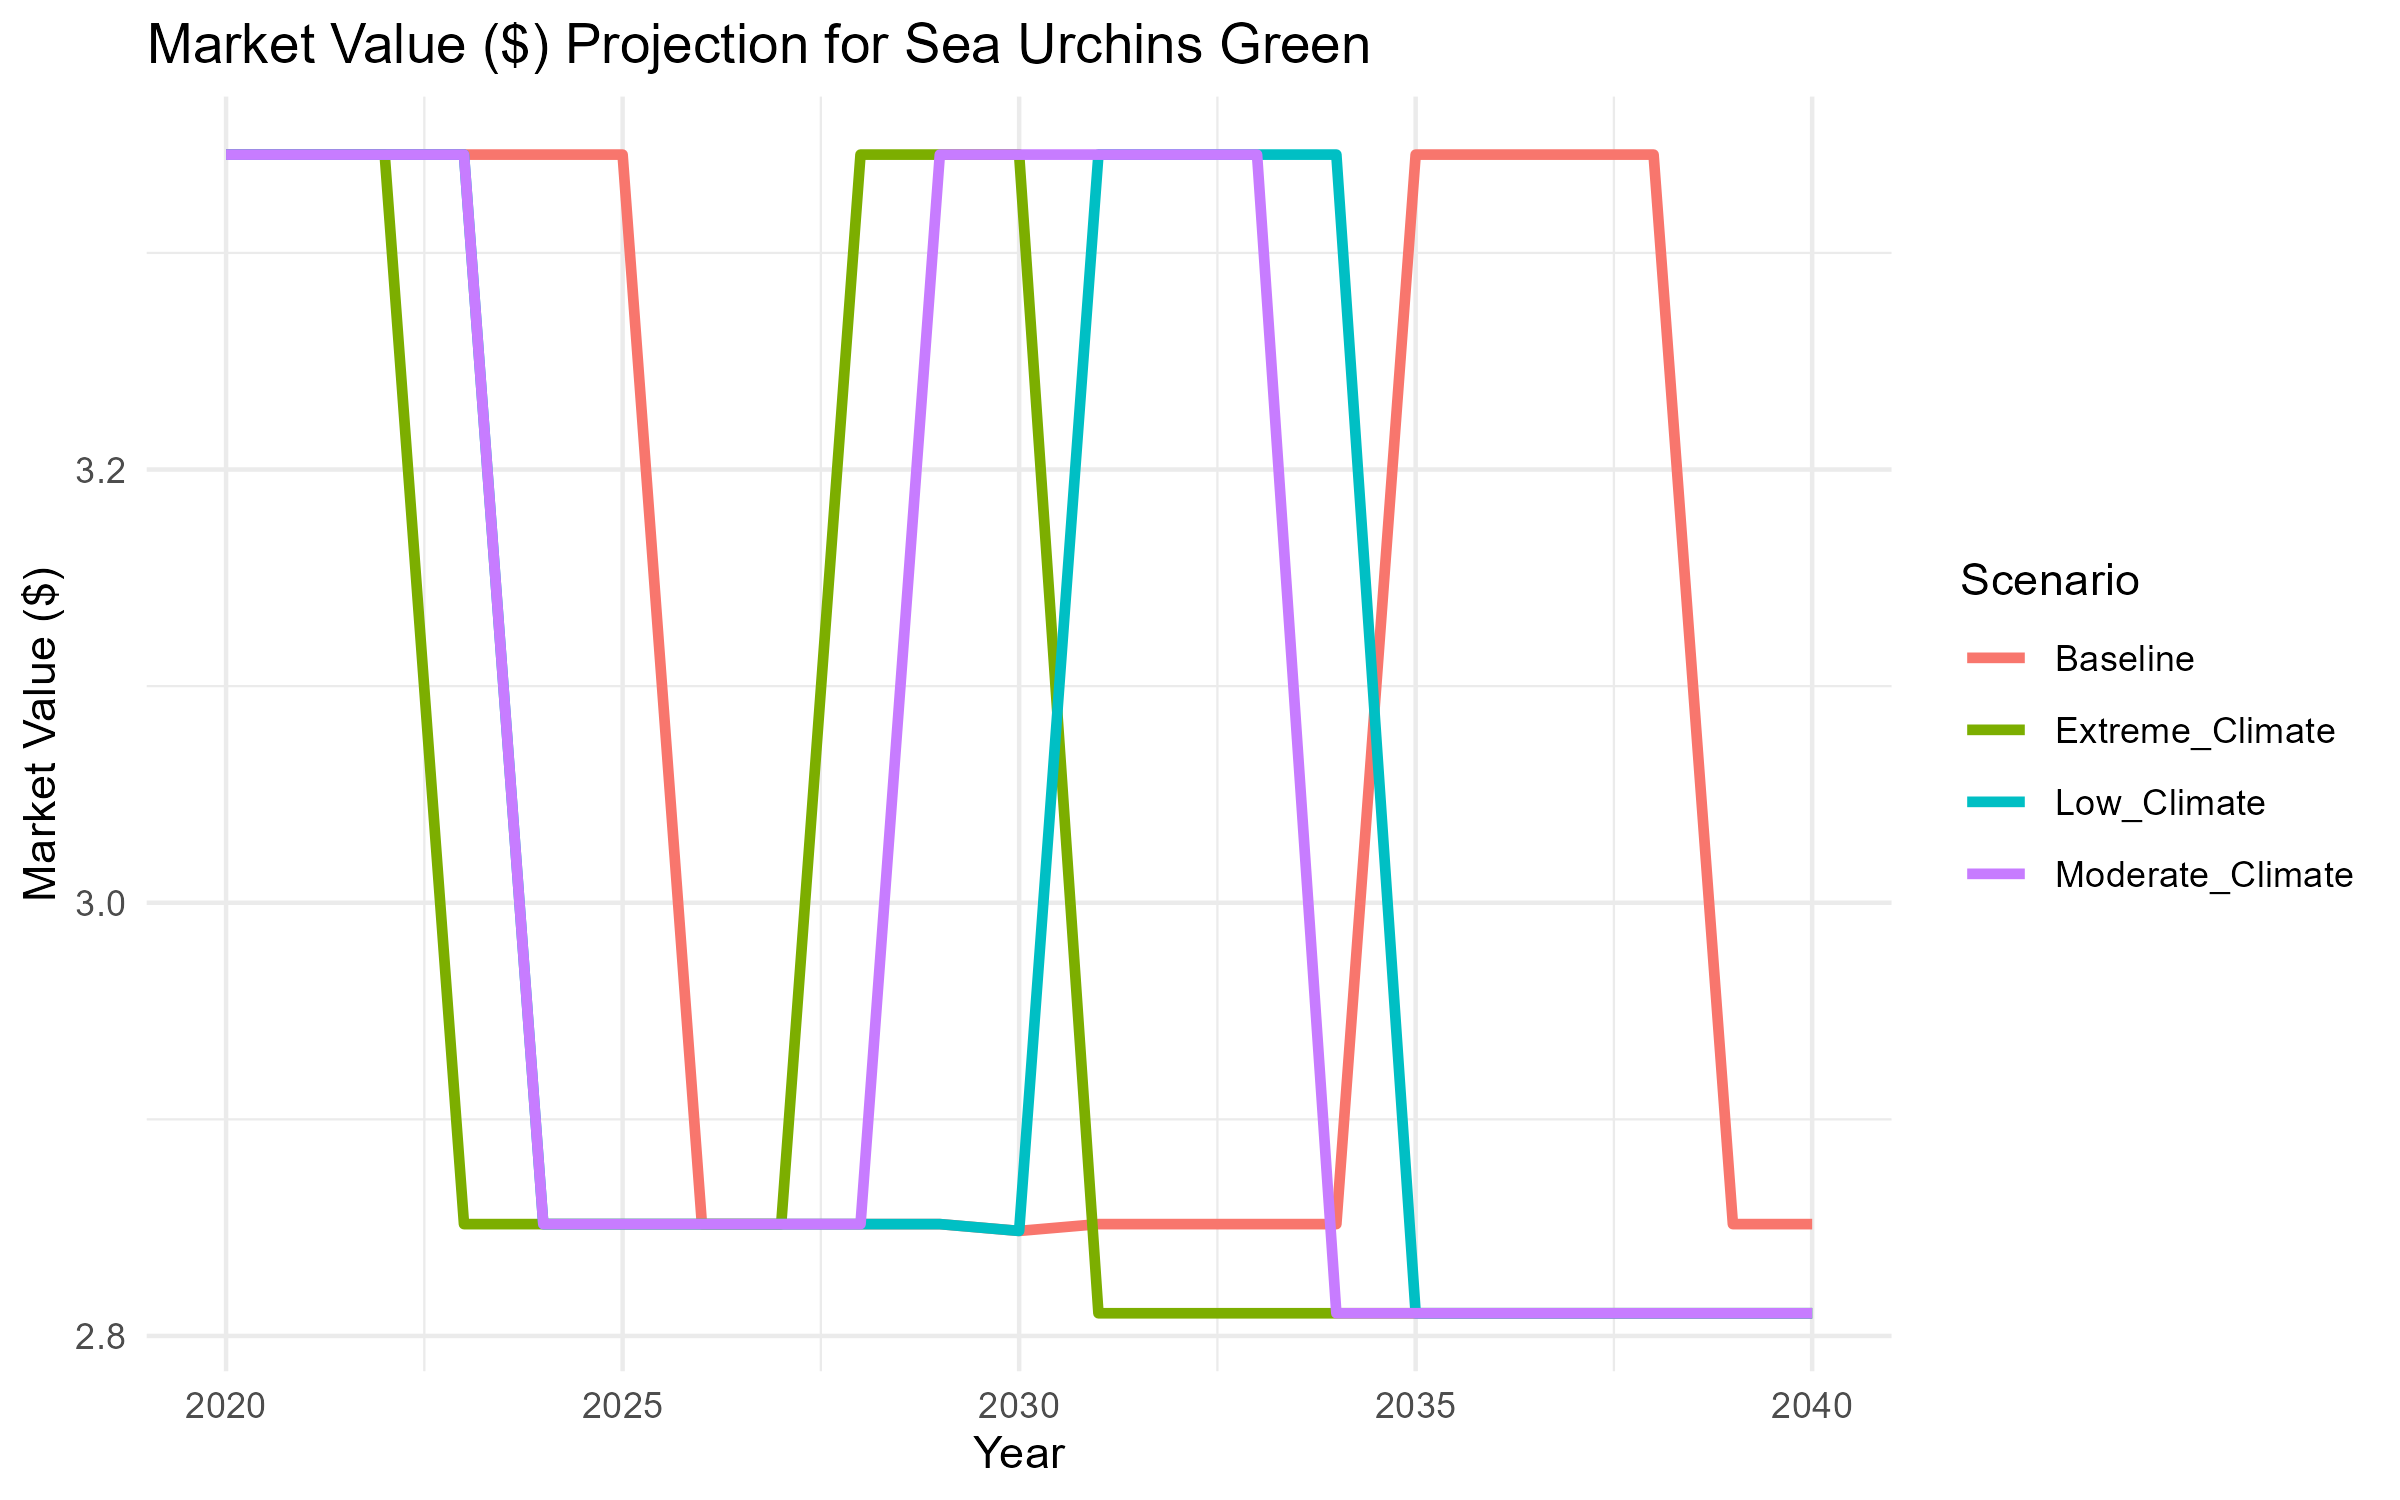 Market Value ($) Projection for Sea Urchins Green
Market Value ($)
3.2
3.0
2.8
2020 2025 2030 2035 2040
Year
Scenario
Baseline
Extreme_Climate
Low_Climate
Moderate_Climate